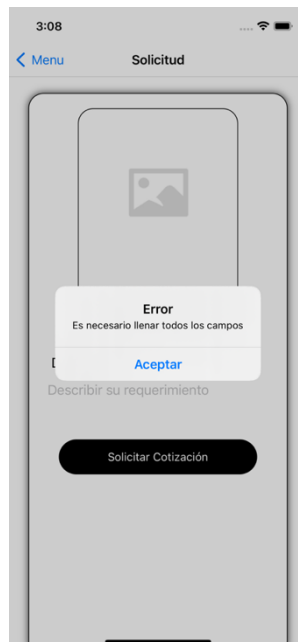 3:08
Menu
Solicitud
Error
Es necesario llenar todos los campos
Aceptar
Describir su requerimiento
Solicitar Cotización